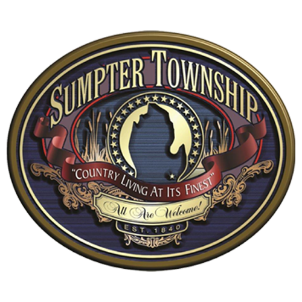 SUMPTER TOWNSHIP
"COUNTRY LIVING AT ITS FINEST"
All Are Welcome!
EST. 1840